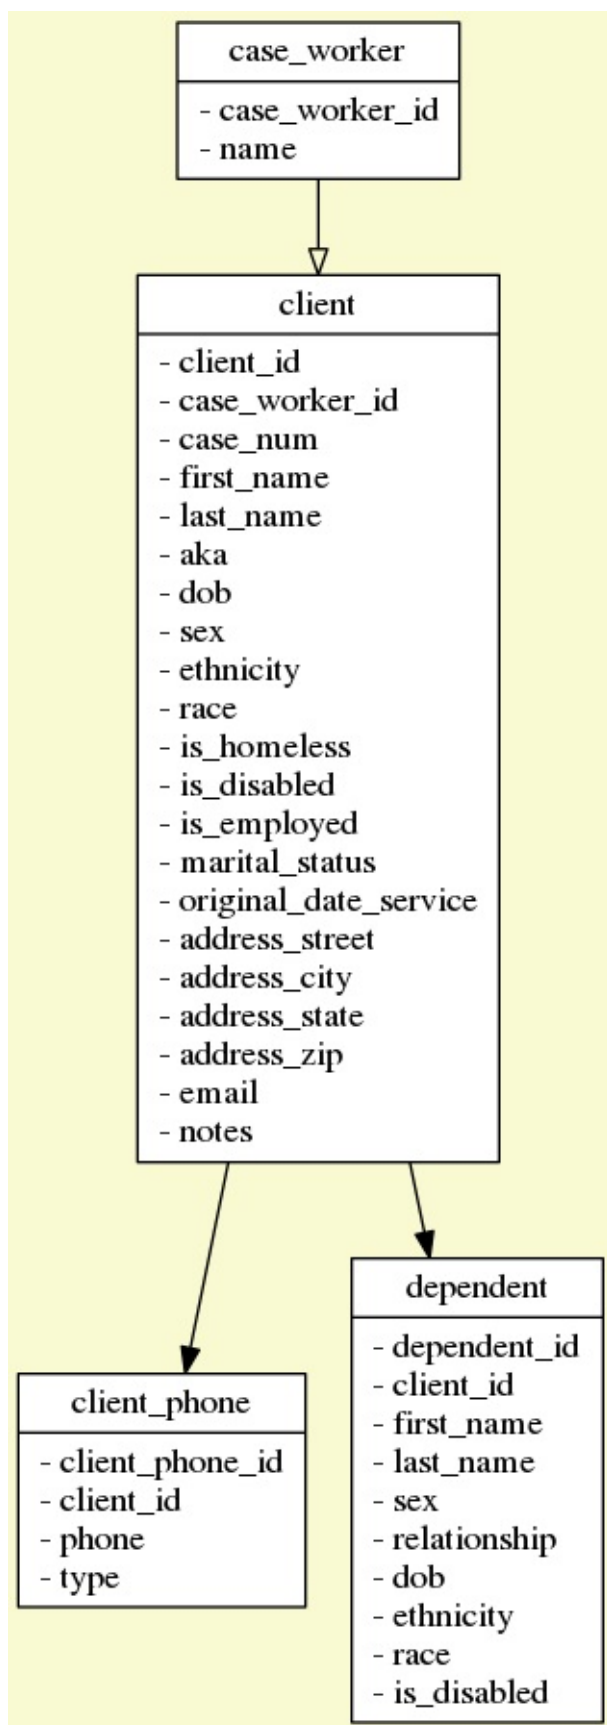 case_worker
- case_worker_id
- name
client
- client_id
- case_worker_id
- case_num
- first_name
- last_name
- aka
- dob
- sex
- ethnicity
- race
- is_homeless
- is_disabled
- is_employed
- marital_status
- original_date_service
- address_street
- address_city
- address_state
- address_zip
- email
- notes
client_phone
- client_phone_id
- client_id
- phone
- type
dependent
- dependent_id
- client_id
- first_name
- last_name
- sex
- relationship
- dob
- ethnicity
- race
- is_disabled